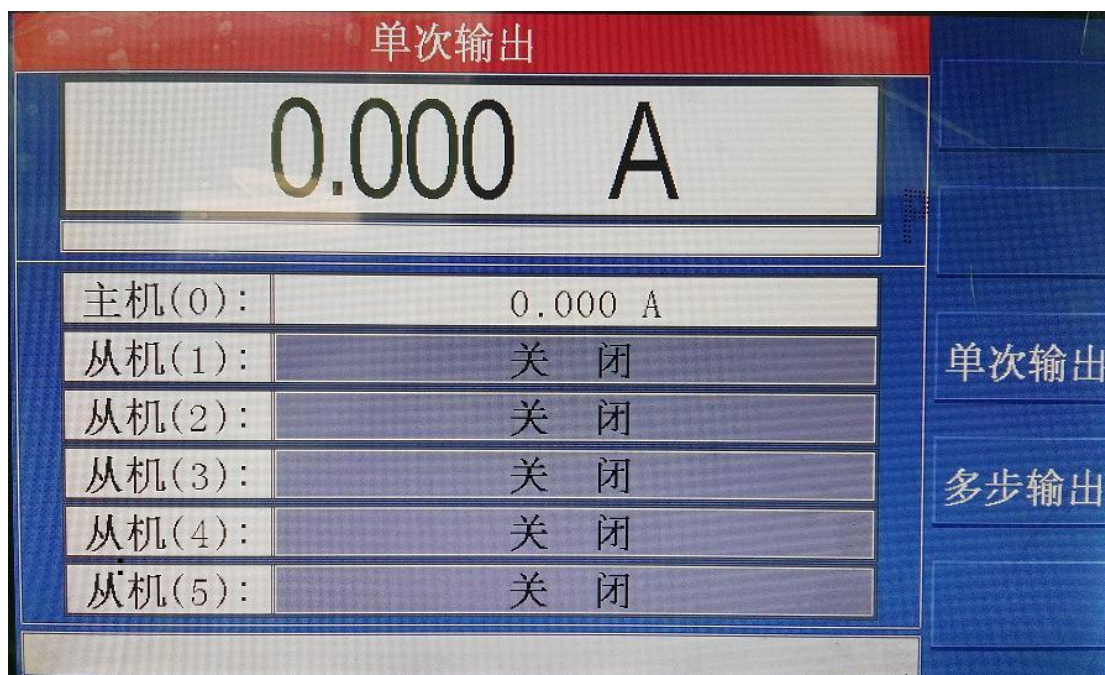 单次输出
0.000 A
主机(0): 0.000 A
从机(1): 关 闭
从机(2): 关 闭
从机(3): 关 闭
从机(4): 关 闭
从机(5): 关 闭
单次输出
多步输出